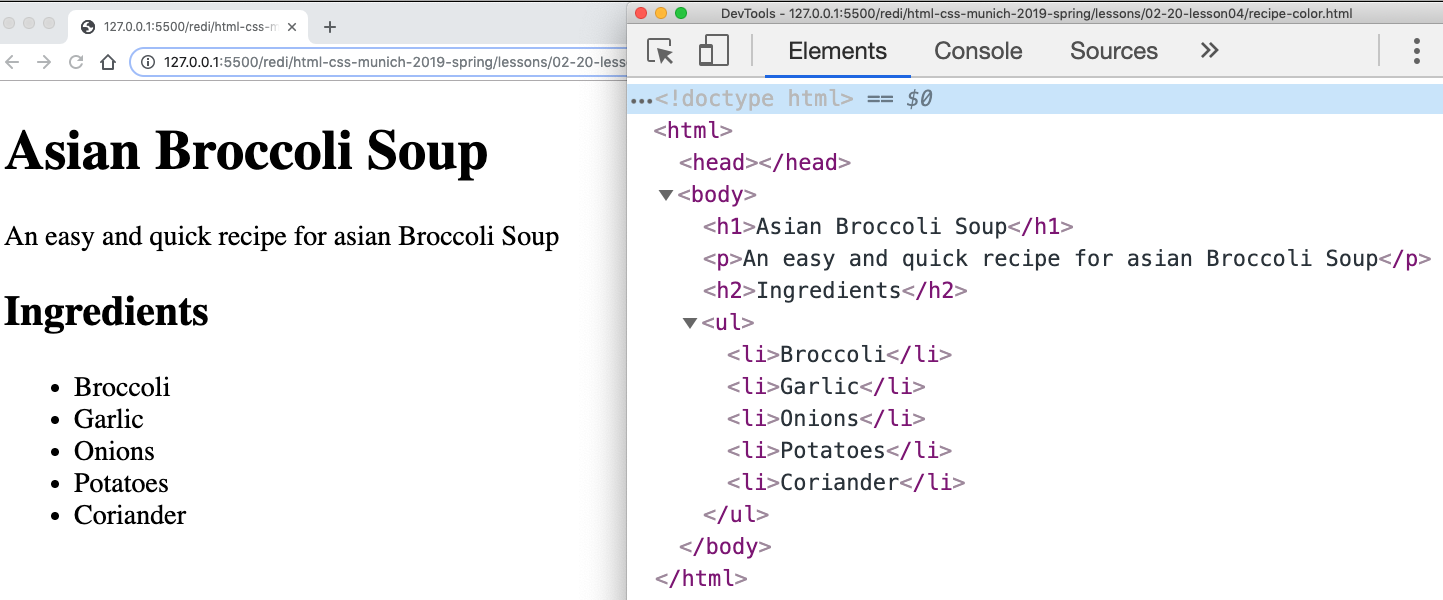 127.0.0.1:5500/redi/html-css-m
127.0.0.1:5500/redi/html-css-munich-2019-spring/lessons/02-20-less
Asian Broccoli Soup
An easy and quick recipe for asian Broccoli Soup
Ingredients
• Broccoli
• Garlic
• Onions
• Potatoes
• Coriander
DevTools - 127.0.0.1:5500/redi/html-css-munich-2019-spring/lessons/02-20-lesson04/recipe-color.html
Elements Console Sources »
…<!doctype html> == $0
<html>
<head></head>
<body>
<h1>Asian Broccoli Soup</h1>
<p>An easy and quick recipe for asian Broccoli Soup</p>
<h2>Ingredients</h2>
<ul>
<li>Broccoli</li>
<li>Garlic</li>
<li>Onions</li>
<li>Potatoes</li>
<li>Coriander</li>
</ul>
</body>
</html>